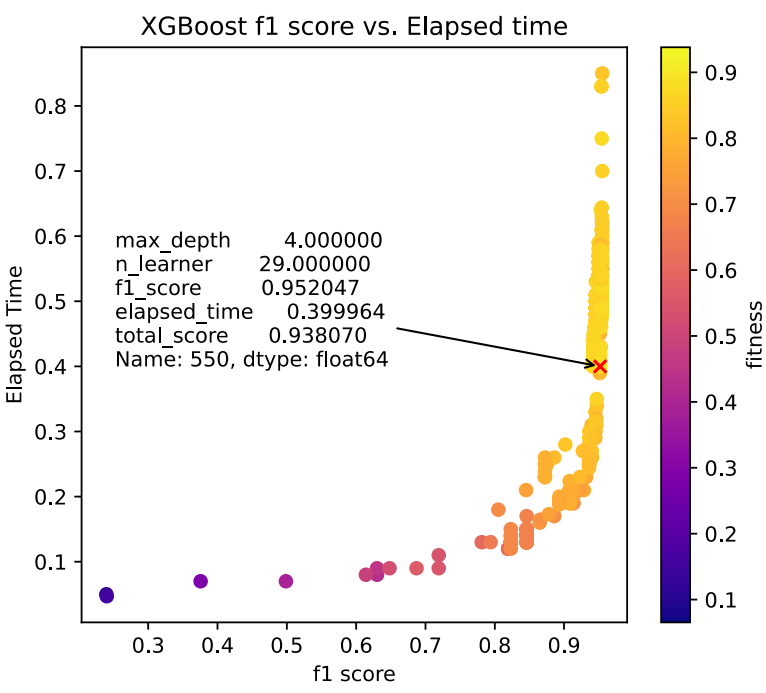 XGBoost f1 score vs. Elapsed time
Elapsed Time
0.8
0.7
0.6
0.5
0.4
0.3
0.2
0.1
max_depth 4.000000
n_learner 29.000000
f1_score 0.952047
elapsed_time 0.399964
total_score 0.938070
Name: 550, dtype: float64
0.3 0.4 0.5 0.6 0.7 0.8 0.9
f1 score
0.9
0.8
0.7
0.6
0.5
0.4
0.3
0.2
0.1
fitness